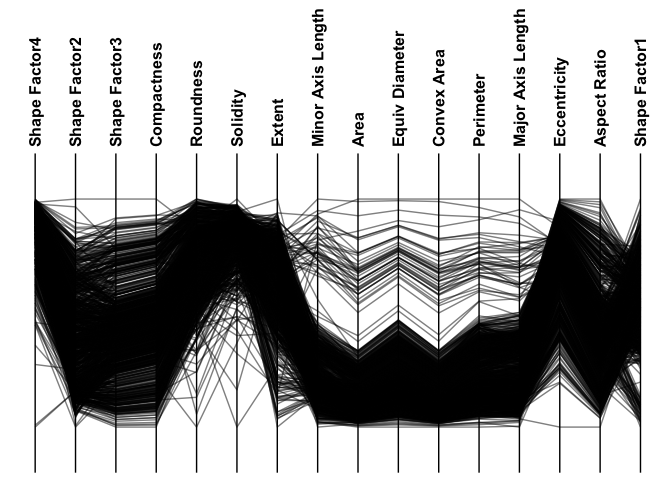 Shape Factor4
Shape Factor2
Shape Factor3
Compactness
Roundness
Solidity
Extent
Minor Axis Length
Area
Equiv Diameter
Convex Area
Perimeter
Major Axis Length
Eccentricity
Aspect Ratio
Shape Factor1